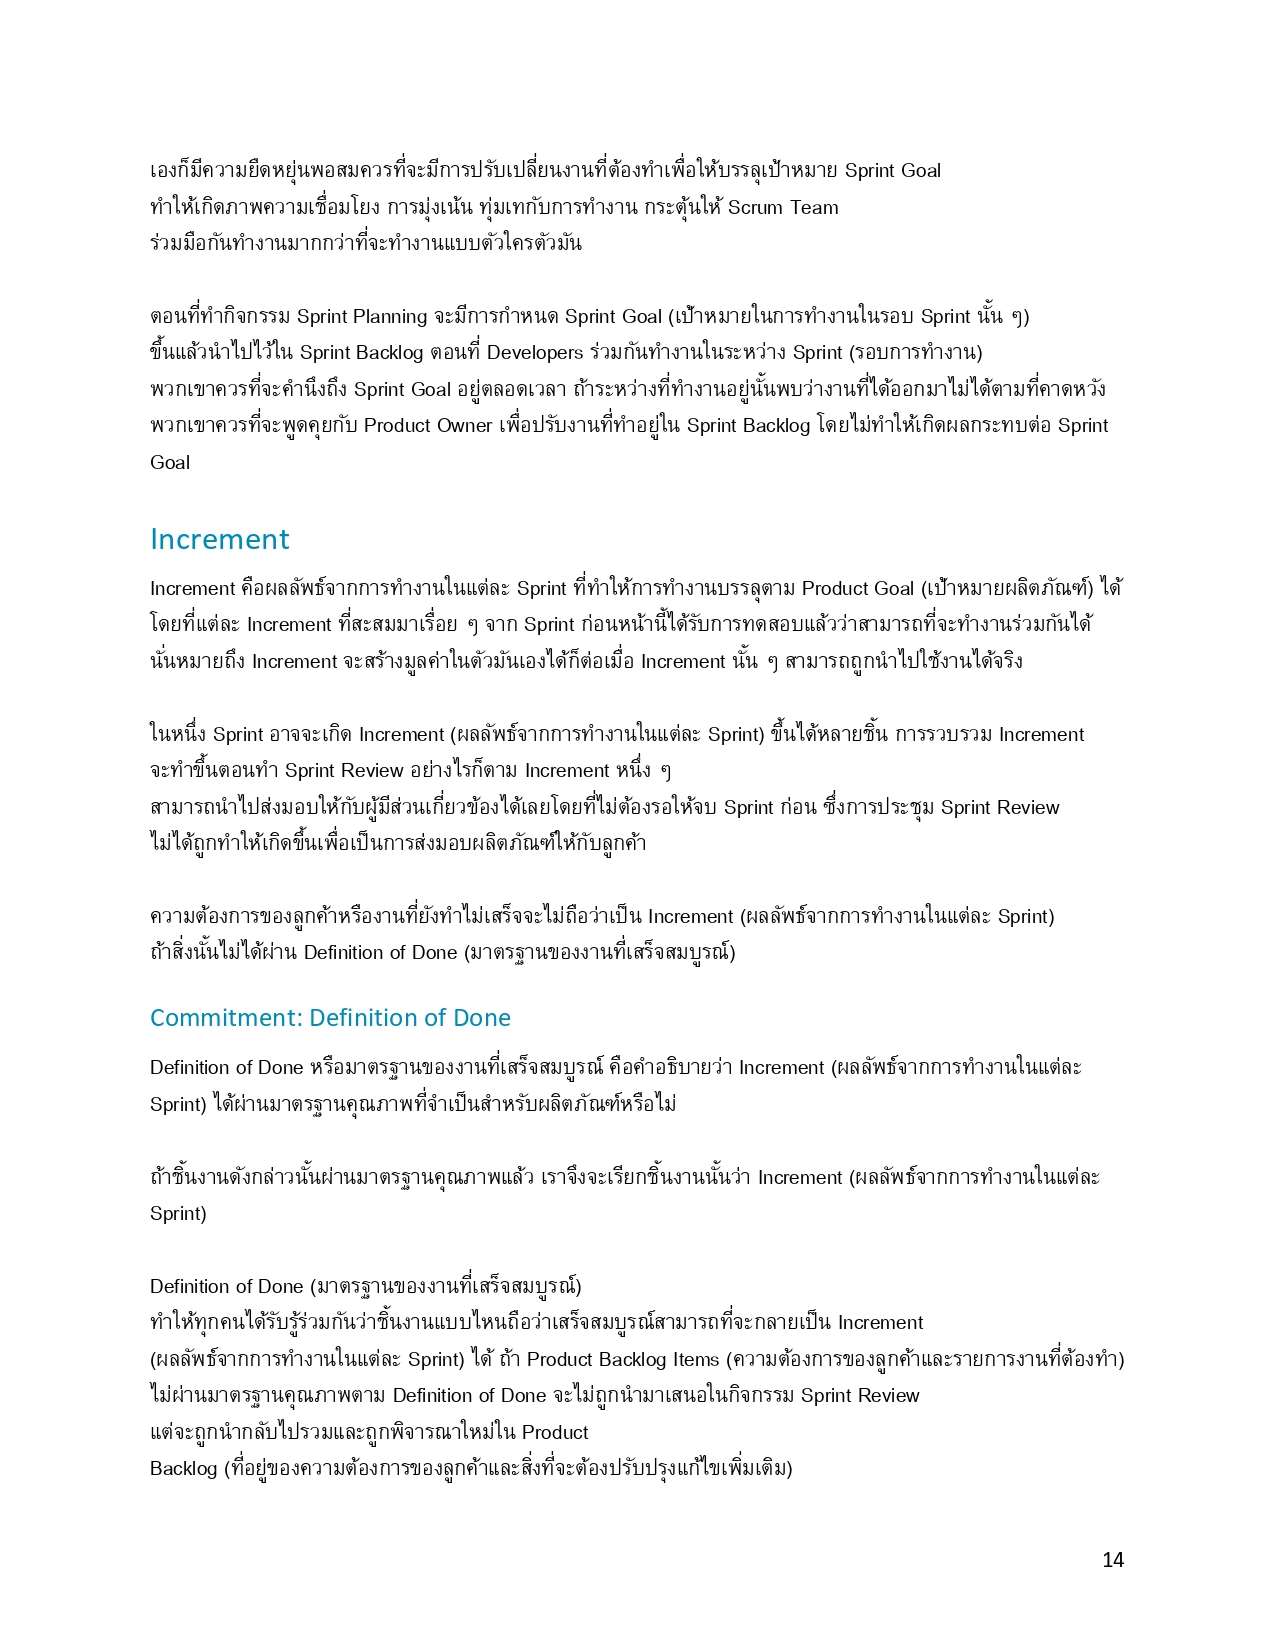 เองก็มีความยืดหยุ่นพอสมควรที่จะมีการปรับเปลี่ยนงานที่ต้องทำเพื่อให้บรรลุเป้าหมาย Sprint Goal
ทำให้เกิดภาพความเชื่อมโยง การมุ่งเน้น ทุ่มเทกับการทำงาน กระตุ้นให้ Scrum Team
ร่วมมือกันทำงานมากกว่าที่จะทำงานแบบตัวใครตัวมัน
ตอนที่ทำกิจกรรม Sprint Planning จะมีการกำหนด Sprint Goal (เป้าหมายในการทำงานในรอบ Sprint นั้น ๆ)
ขึ้นแล้วนำไปไว้ใน Sprint Backlog ตอนที่ Developers ร่วมกันทำงานในระหว่าง Sprint (รอบการทำงาน)
พวกเขาควรที่จะคำนึงถึง Sprint Goal อยู่ตลอดเวลา ถ้าระหว่างที่ทำงานอยู่นั้นพบว่างานที่ได้ออกมาไม่ได้ตามที่คาดหวัง
พวกเขาควรที่จะพูดคุยกับ Product Owner เพื่อปรับงานที่ทำอยู่ใน Sprint Backlog โดยไม่ทำให้เกิดผลกระทบต่อ Sprint
Goal
Increment
Increment คือผลลัพธ์จากการทำงานในแต่ละ Sprint ที่ทำให้การทำงานบรรลุตาม Product Goal (เป้าหมายผลิตภัณฑ์) ได้
โดยที่แต่ละ Increment ที่สะสมมาเรื่อย ๆ จาก Sprint ก่อนหน้านี้ได้รับการทดสอบแล้วว่าสามารถที่จะทำงานร่วมกันได้
นั่นหมายถึง Increment จะสร้างมูลค่าในตัวมันเองได้ก็ต่อเมื่อ Increment นั้น ๆ สามารถถูกนำไปใช้งานได้จริง
ในหนึ่ง Sprint อาจจะเกิด Increment (ผลลัพธ์จากการทำงานในแต่ละ Sprint) ขึ้นได้หลายชิ้น การรวบรวม Increment
จะทำขึ้นตอนทำ Sprint Review อย่างไรก็ตาม Increment หนึ่ง ๆ
สามารถนำไปส่งมอบให้กับผู้มีส่วนเกี่ยวข้องได้เลยโดยที่ไม่ต้องรอให้จบ Sprint ก่อน ซึ่งการประชุม Sprint Review
ไม่ได้ถูกทำให้เกิดขึ้นเพื่อเป็นการส่งมอบผลิตภัณฑ์ให้กับลูกค้า
ความต้องการของลูกค้าหรืองานที่ยังทำไม่เสร็จจะไม่ถือว่าเป็น Increment (ผลลัพธ์จากการทำงานในแต่ละ Sprint)
ถ้าสิ่งนั้นไม่ได้ผ่าน Definition of Done (มาตรฐานของงานที่เสร็จสมบูรณ์)
Commitment: Definition of Done
Definition of Done หรือมาตรฐานของงานที่เสร็จสมบูรณ์ คือคำอธิบายว่า Increment (ผลลัพธ์จากการทำงานในแต่ละ
Sprint) ได้ผ่านมาตรฐานคุณภาพที่จำเป็นสำหรับผลิตภัณฑ์หรือไม่
ถ้าชิ้นงานดังกล่าวนั้นผ่านมาตรฐานคุณภาพแล้ว เราจึงจะเรียกชิ้นงานนั้นว่า Increment (ผลลัพธ์จากการทำงานในแต่ละ
Sprint)
Definition of Done (มาตรฐานของงานที่เสร็จสมบูรณ์)
ทำให้ทุกคนได้รับรู้ร่วมกันว่าชิ้นงานแบบไหนถือว่าเสร็จสมบูรณ์สามารถที่จะกลายเป็น Increment
(ผลลัพธ์จากการทำงานในแต่ละ Sprint) ได้ ถ้า Product Backlog Items (ความต้องการของลูกค้าและรายการงานที่ต้องทำ)
ไม่ผ่านมาตรฐานคุณภาพตาม Definition of Done จะไม่ถูกนำมาเสนอในกิจกรรม Sprint Review
แต่จะถูกนำกลับไปรวมและถูกพิจารณาใหม่ใน Product
Backlog (ที่อยู่ของความต้องการของลูกค้าและสิ่งที่จะต้องปรับปรุงแก้ไขเพิ่มเติม)
14